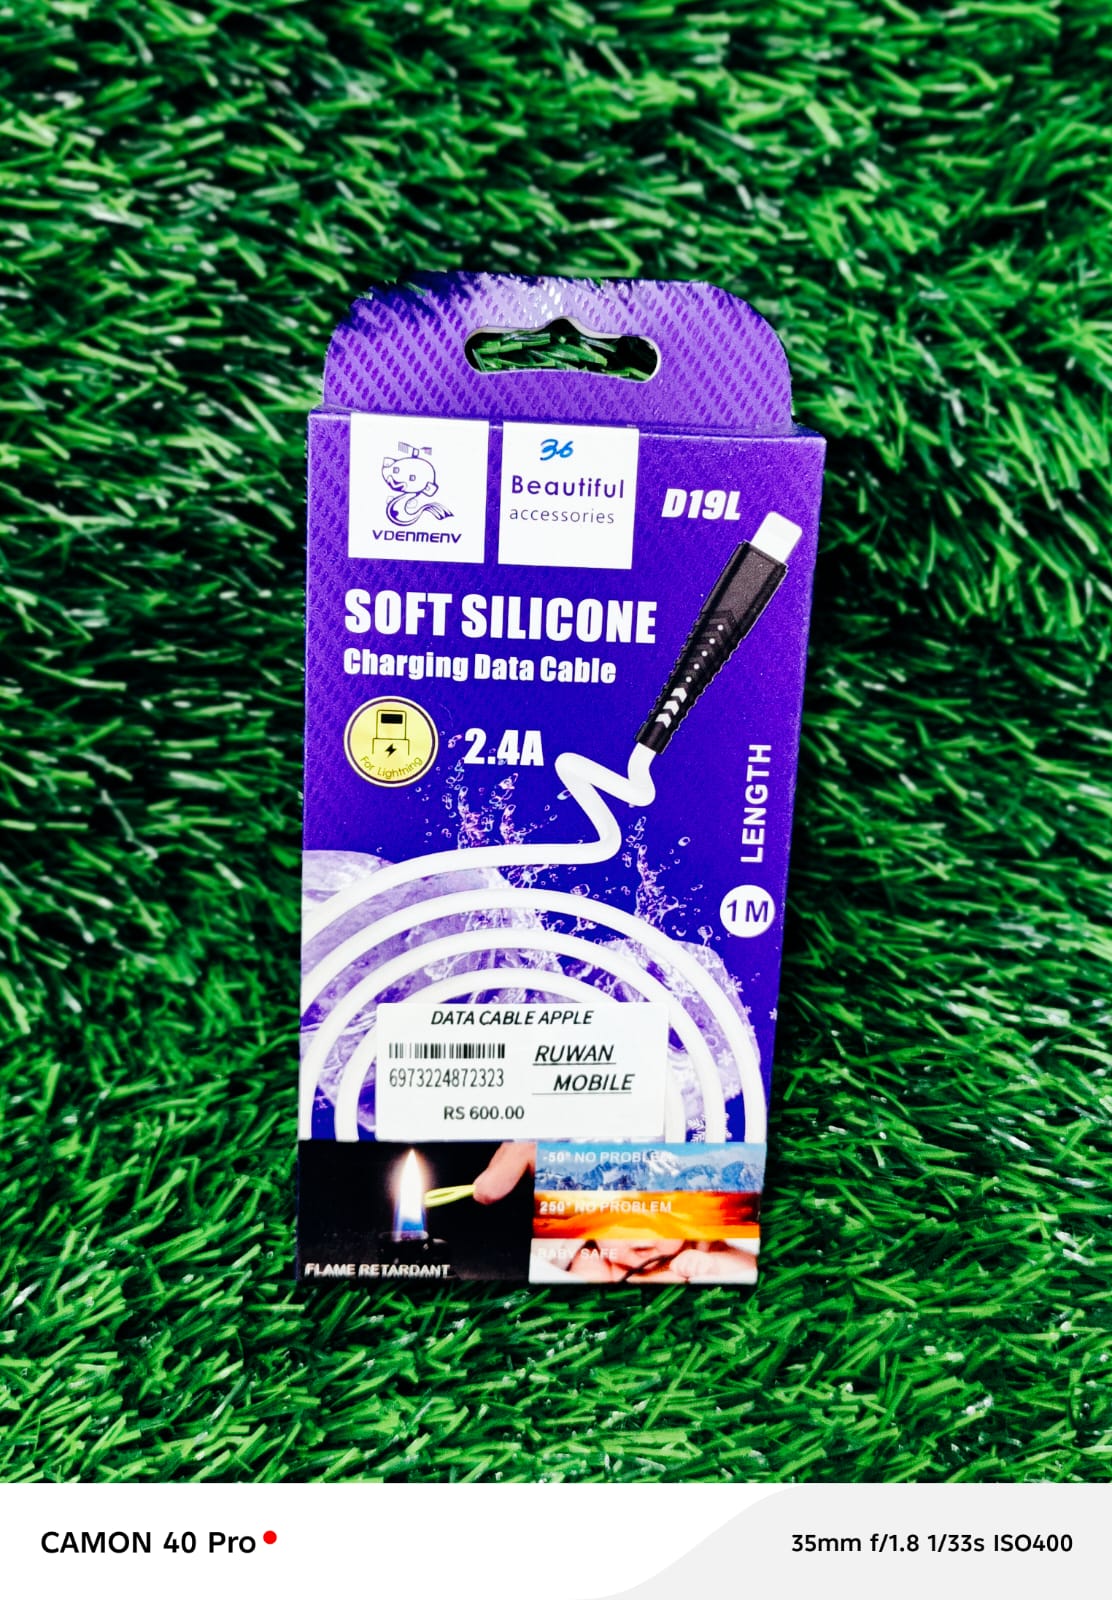 36
Beautiful
accessories
VDENMENV
D19L
SOFT SILICONE
Charging Data Cable
For Lightning
2.4A
LENGTH
1M
DATA CABLE APPLE
6973224872323
RUWAN
MOBILE
RS 600.00
-50° NO PROBLEM
250° NO PROBLEM
BABY SAFE
FLAME RETARDANT
CAMON 40 Pro
35mm f/1.8 1/33s ISO400